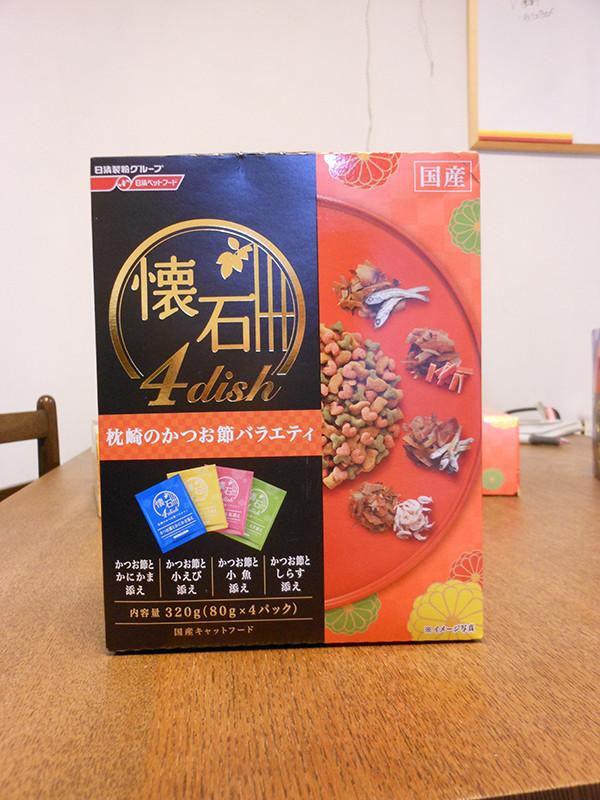 日清製粉グループ
日清ペットフード
国産
懐石
4dish
枕崎のかつお節バラエティ
懐石
4dish
かつお節と
かにかま
添え
かつお節と
小えび
添え
かつお節と
小魚
添え
かつお節と
しらす
添え
内容量 320g(80g×4パック)
国産キャットフード
※イメージ写真